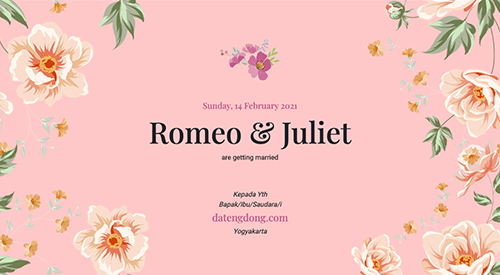 Sunday, 14 February 2021
Romeo & Juliet
are getting married
Kepada Yth
Bapak/Ibu/Saudara/i
datengdong.com
Yogyakarta